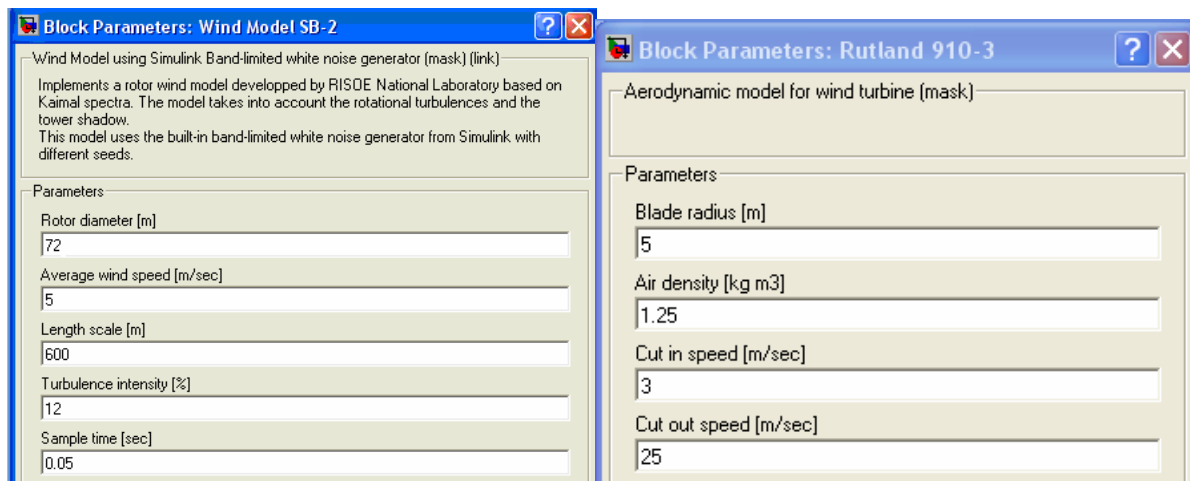 Block Parameters: Wind Model SB-2
Wind Model using Simulink Band-limited white noise generator (mask) (link)
Implements a rotor wind model developped by RISOE National Laboratory based on
Kaimal spectra. The model takes into account the rotational turbulences and the
tower shadow.
This model uses the built-in band-limited white noise generator from Simulink with
different seeds.
Parameters
Rotor diameter [m]
72
Average wind speed [m/sec]
5
Length scale [m]
600
Turbulence intensity [%]
12
Sample time [sec]
0.05
Block Parameters: Rutland 910-3
Aerodynamic model for wind turbine (mask)
Parameters
Blade radius [m]
5
Air density [kg m3]
1.25
Cut in speed [m/sec]
3
Cut out speed [m/sec]
25